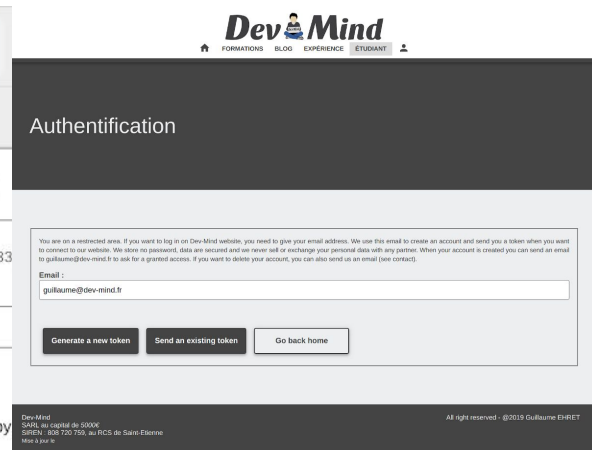 Dev Mind
FORMATIONS BLOG EXPÉRIENCE ÉTUDIANT
Authentification
You are on a restrected area. If you want to log in on Dev-Mind website, you need to give your email address. We use this email to create an account and send you a token when you want
to connect to our website. We store no password, data are secured and we never sell or exchange your personal data with any partner. When your account is created you can send an email
to guillaume@dev-mind.fr to ask for a granted access. If you want to delete your account, you can also send us an email (see contact).
33
Email :
guillaume@dev-mind.fr
Generate a new token Send an existing token Go back home
Dev-Mind All right reserved - @2019 Guillaume EHRET
SARL au capital de 5000€
SIREN : 808 720 759, au RCS de Saint-Etienne
Mise à jour le